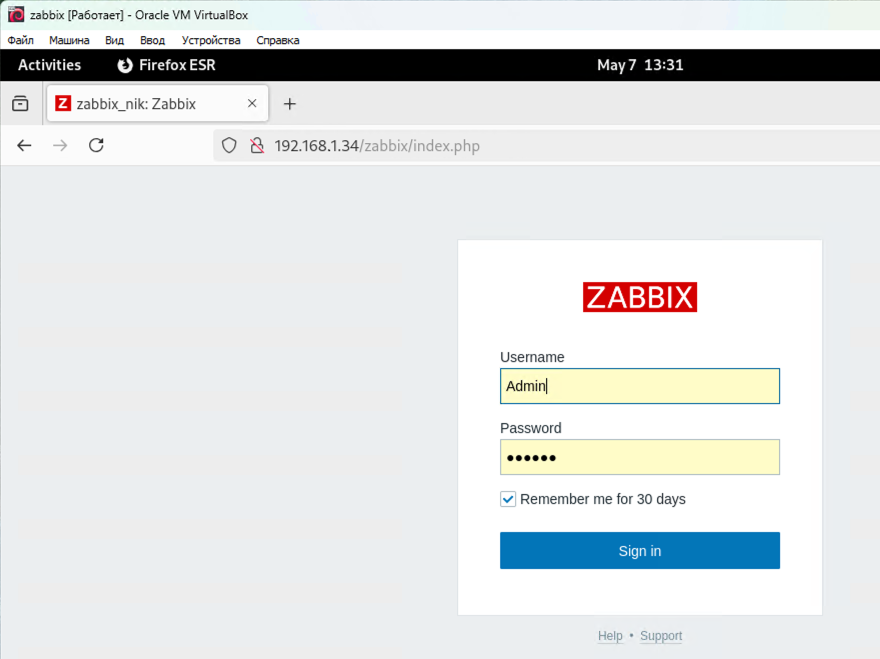 zabbix [Работает] - Oracle VM VirtualBox
Файл Машина Вид Ввод Устройства Справка
Activities Firefox ESR May 7 13:31
Z zabbix_nik: Zabbix
192.168.1.34/zabbix/index.php
ZABBIX
Username
Admin
Password
••••••
Remember me for 30 days
Sign in
Help • Support